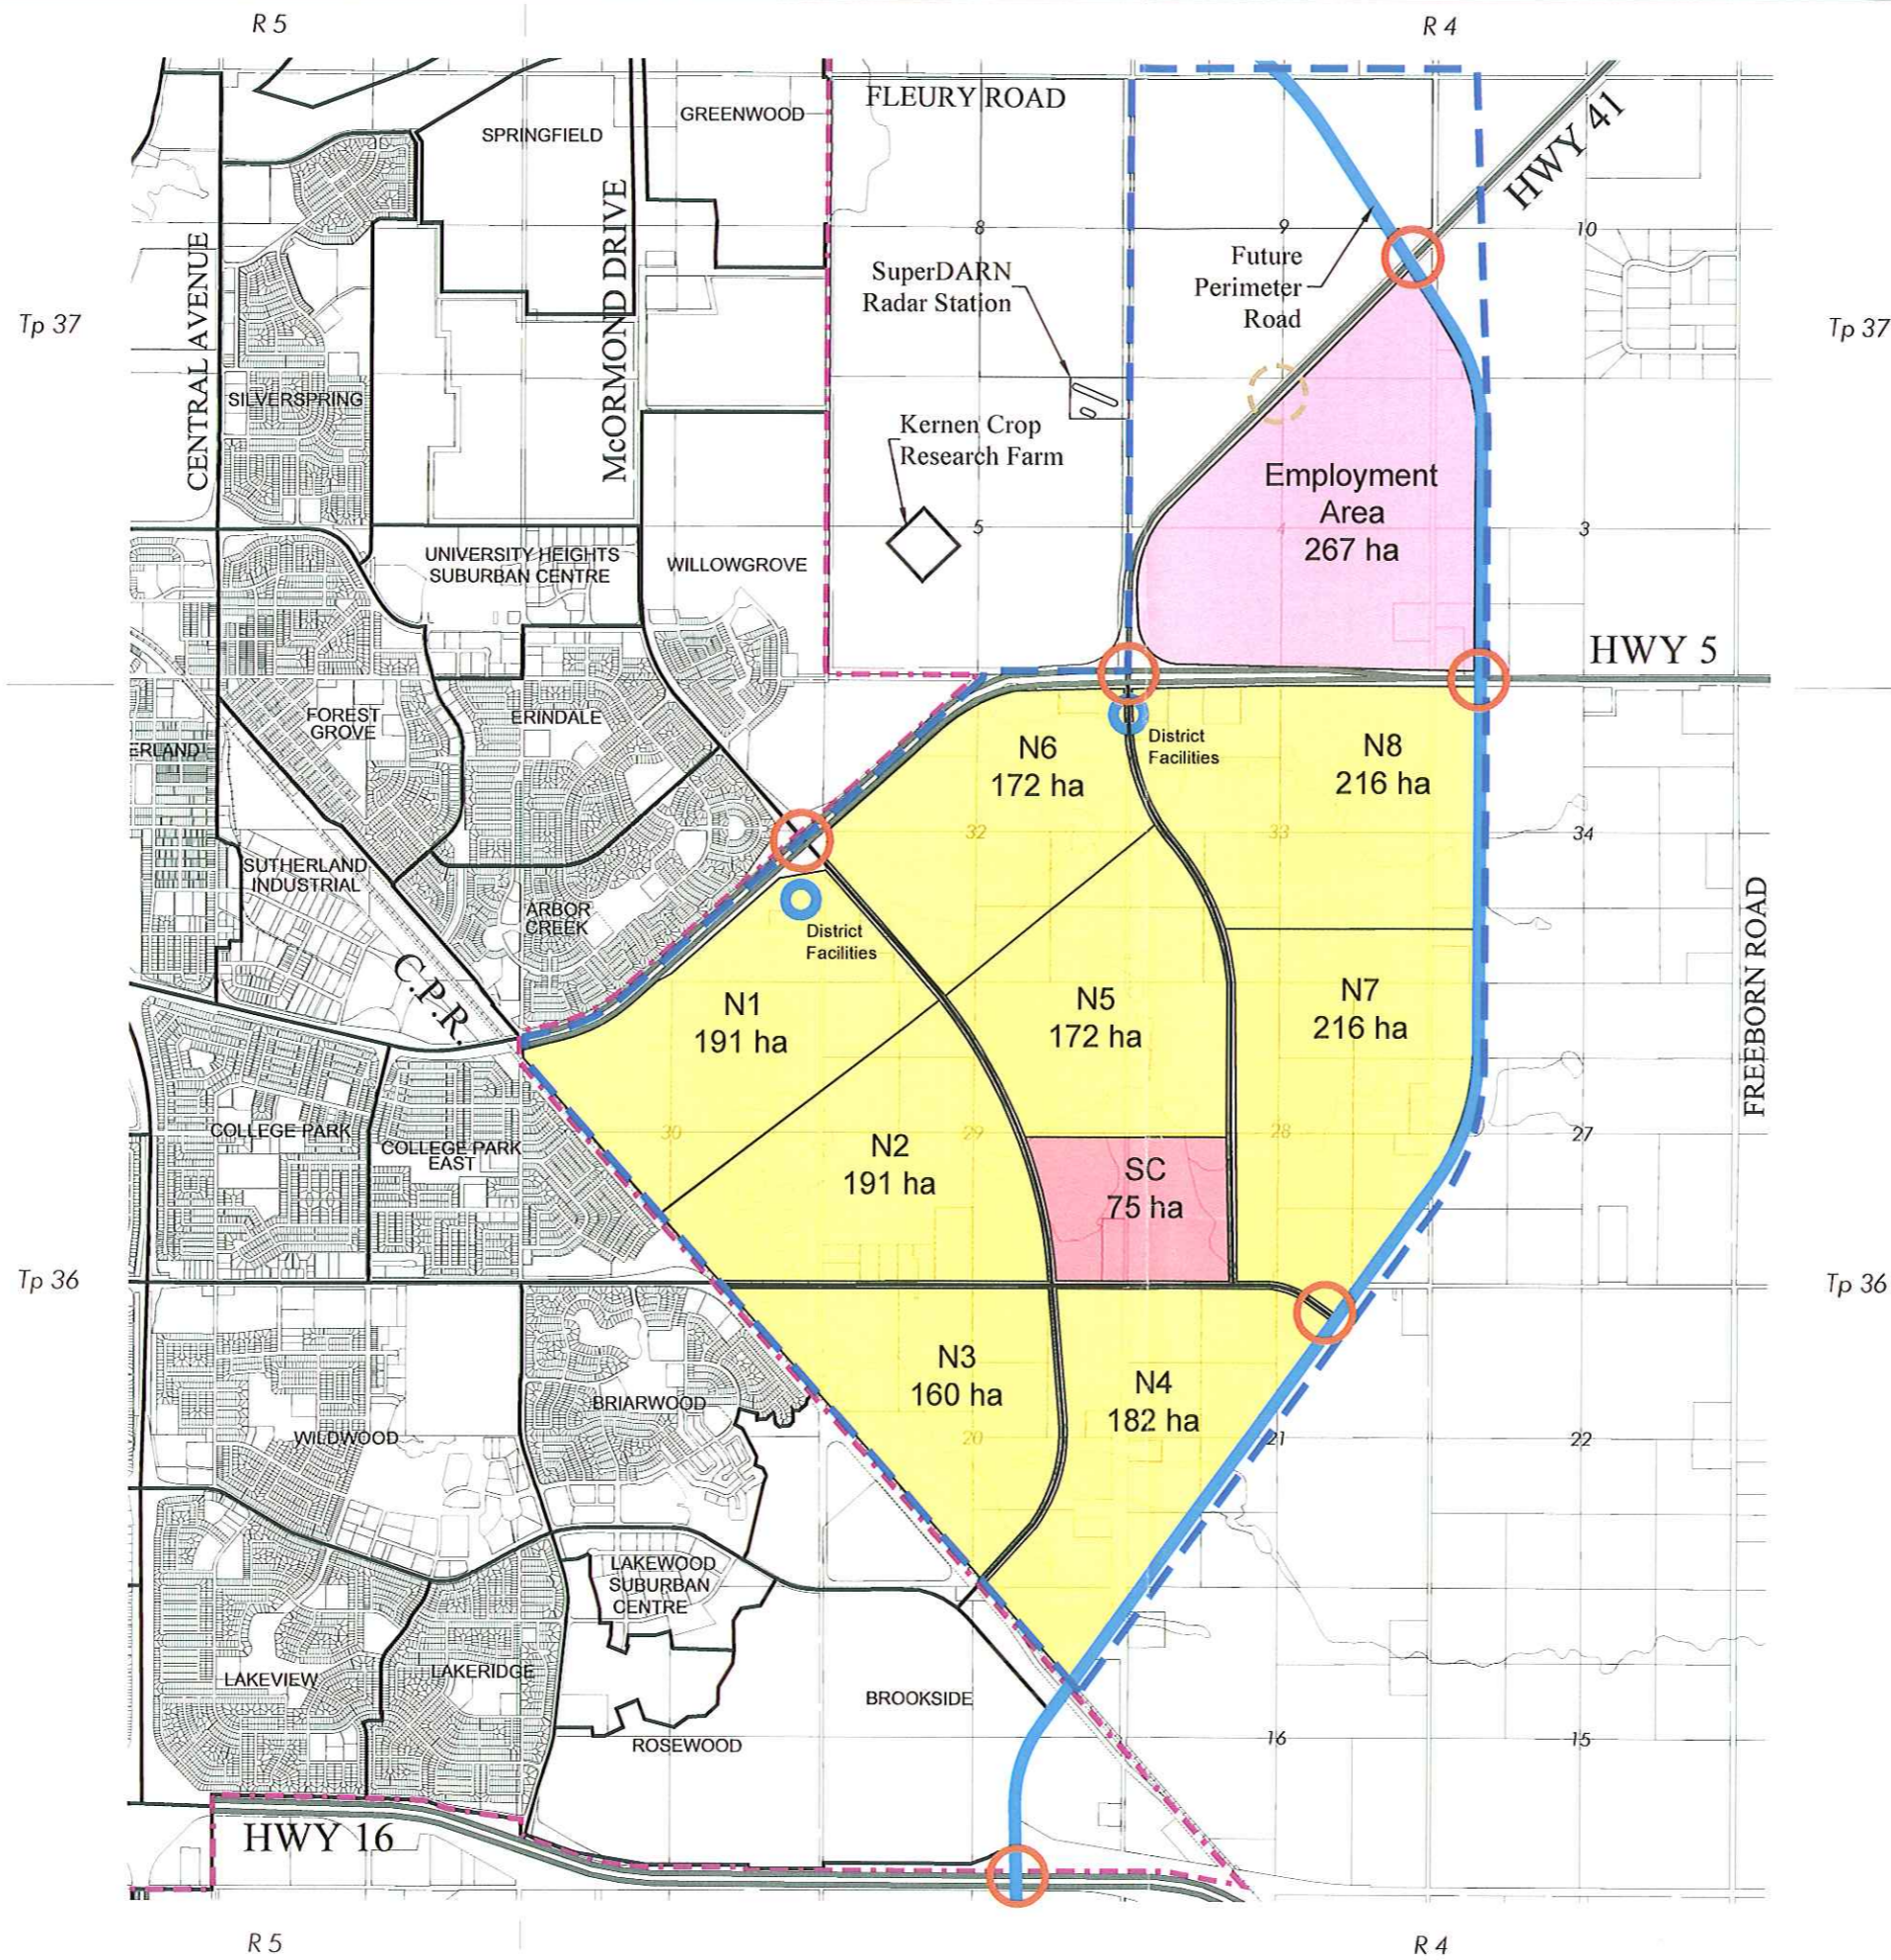 R 5
R 4
FLEURY ROAD
GREENWOOD
SPRINGFIELD
HWY 41
CENTRAL AVENUE
McORMOND DRIVE
8
9
10
Future
Perimeter
Road
SuperDARN
Radar Station
Tp 37
Tp 37
SILVERSPRING
Kernen Crop
Research Farm
Employment
Area
267 ha
5
4
3
UNIVERSITY HEIGHTS
SUBURBAN CENTRE
WILLOWGROVE
HWY 5
FOREST
GROVE
ERINDALE
ERLAND
District
Facilities
N6
172 ha
N8
216 ha
32
33
34
SUTHERLAND
INDUSTRIAL
ARBOR
CREEK
District
Facilities
C.P.R.
N1
191 ha
N5
172 ha
N7
216 ha
FREEBORN ROAD
COLLEGE PARK
COLLEGE PARK
EAST
30
29
28
27
N2
191 ha
SC
75 ha
Tp 36
Tp 36
N3
160 ha
N4
182 ha
BRIARWOOD
WILDWOOD
20
21
22
LAKEWOOD
SUBURBAN
CENTRE
LAKEVIEW
LAKERIDGE
BROOKSIDE
ROSEWOOD
16
15
HWY 16
R 5
R 4